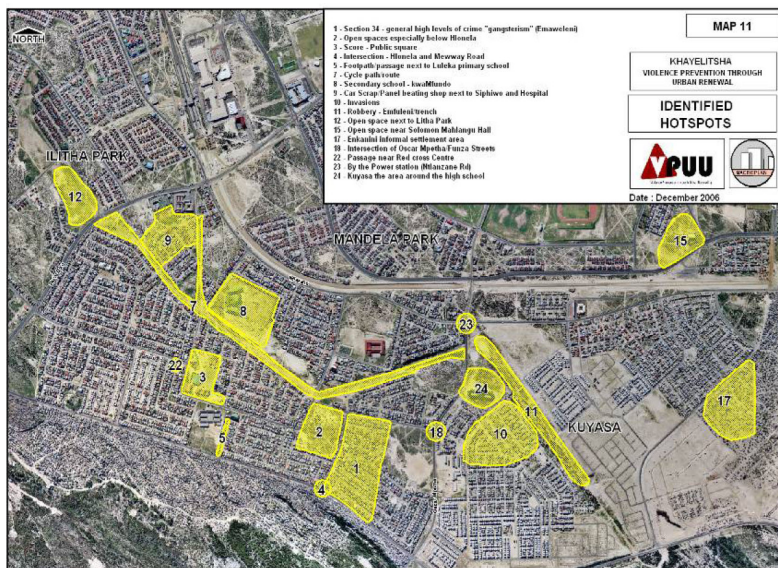 NORTH
1 - Section 34 - general high levels of crime "gangsterism" (Emaweleni)
2 - Open spaces especially below Hlonela
3 - Score - Public square
4 - Intersection - Hlonela and Mewway Road
5 - Footpath/passage next to Luleka primary school
7 - Cycle path/route
8 - Secondary school - kwaMfundo
9 - Car Scrap/Panel beating shop next to Siphiwo and Hospital
10 - Invasions
11 - Robbery - Emfuleni/trench
12 - Open space next to Litha Park
15 - Open space near Solomon Mahlangu Hall
17 - Enkanini informal settlement area
18 - Intersection of Oscar Mpetha/Funza Streets
22 - Passage near Red cross Centre
23 - By the Power station (Ntlanzane Rd)
24 - Kuyasa the area around the high school
MAP 11
KHAYELITSHA
VIOLENCE PREVENTION THROUGH
URBAN RENEWAL
IDENTIFIED
HOTSPOTS
VPUU
Date : December 2006
ILITHA PARK
12
9
MANDELA PARK
15
7
8
23
22
3
24
17
2
5
18
10
11
KUYASA
1
4